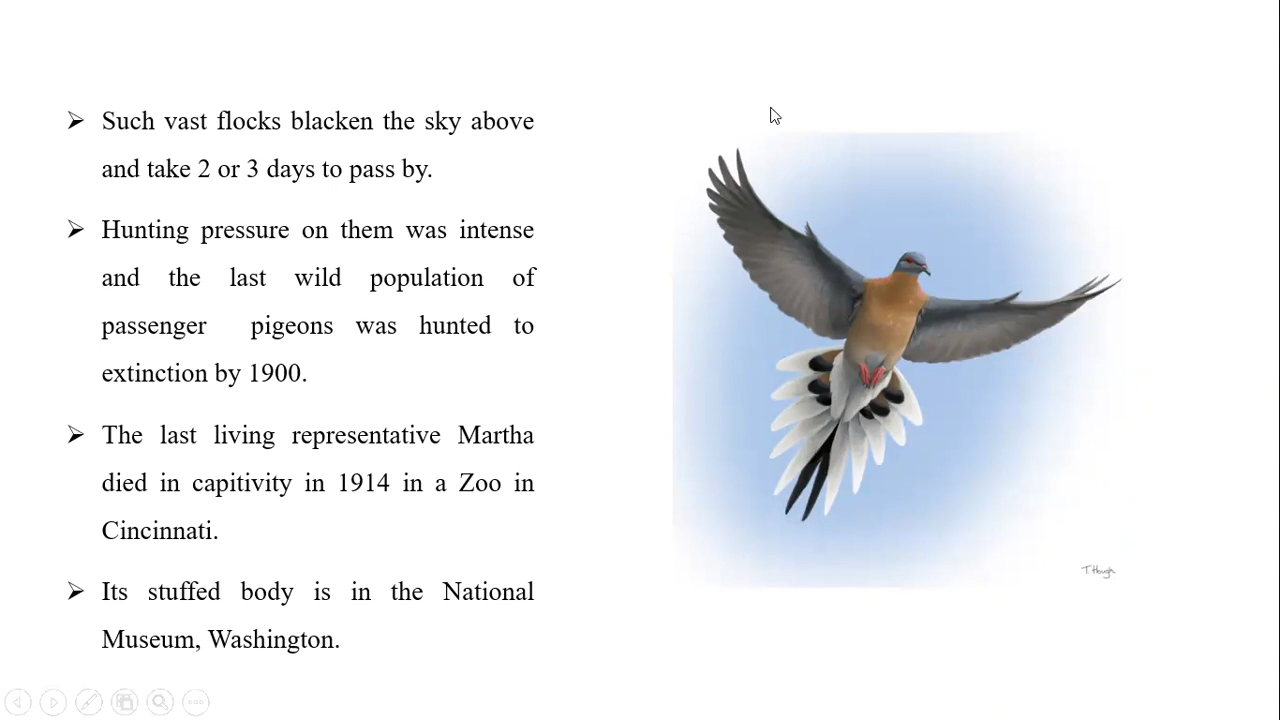 Such vast flocks blacken the sky above
and take 2 or 3 days to pass by.
Hunting pressure on them was intense
and the last wild population of
passenger pigeons was hunted to
extinction by 1900.
The last living representative Martha
died in capitivity in 1914 in a Zoo in
Cincinnati.
Its stuffed body is in the National
Museum, Washington.
T. Hough